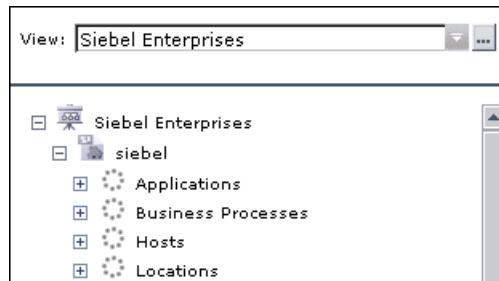 View: Siebel Enterprises
Siebel Enterprises
siebel
Applications
Business Processes
Hosts
Locations